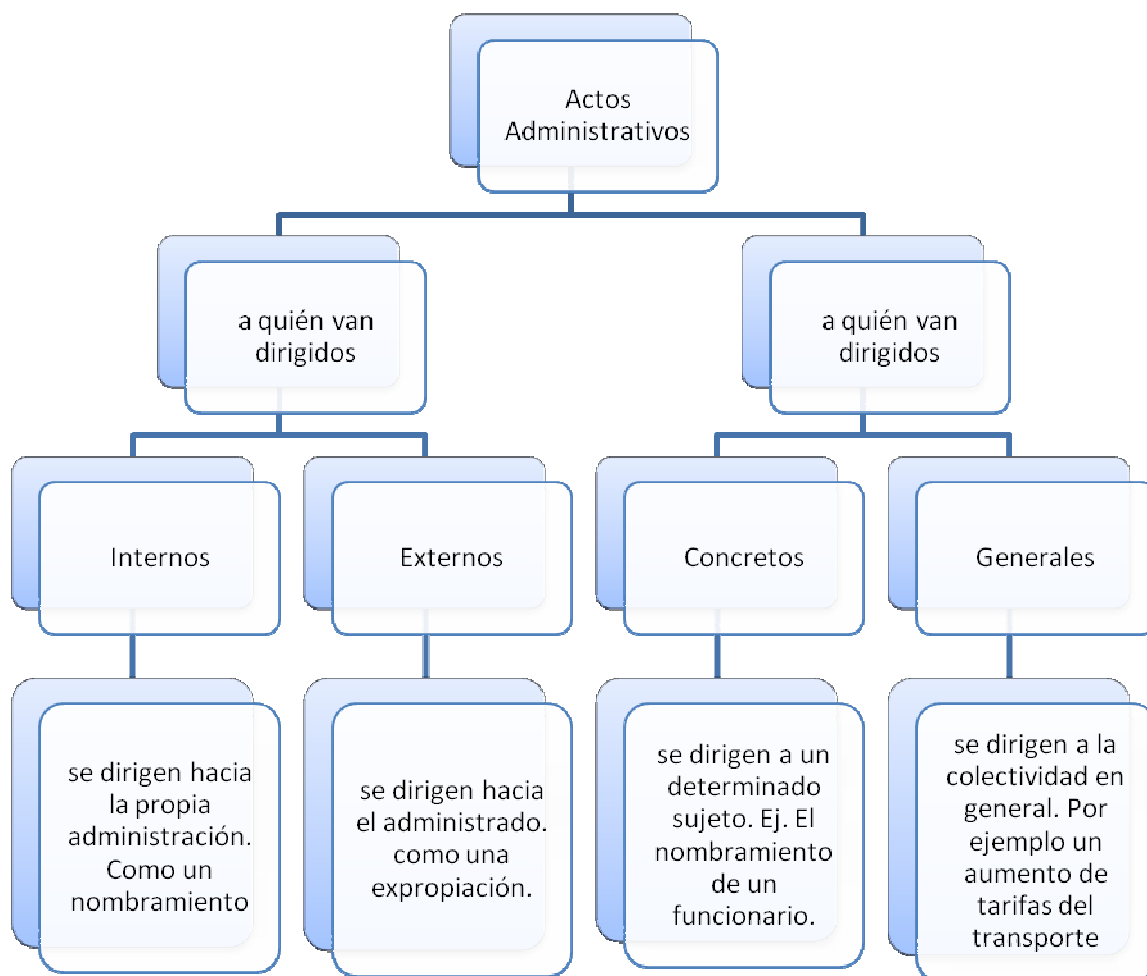 Actos
Administrativos
a quién van
dirigidos
a quién van
dirigidos
Internos
Externos
Concretos
Generales
se dirigen hacia
la propia
administración.
Como un
nombramiento
se dirigen hacia
el administrado.
como una
expropiación.
se dirigen a un
determinado
sujeto. Ej. El
nombramiento
de un
funcionario.
se dirigen a la
colectividad en
general. Por
ejemplo un
aumento de
tarifas del
transporte